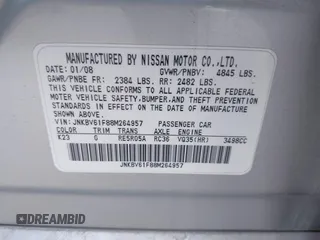 MANUFACTURED BY NISSAN MOTOR CO.,LTD.
DATE: 01/08 GVWR/PNBV: 4845 LBS.
GAWR/PNBE FR: 2384 LBS. RR: 2482 LBS.
THIS VEHICLE CONFORMS TO ALL APPLICABLE FEDERAL
MOTOR VEHICLE SAFETY, BUMPER, AND THEFT PREVENTION
STANDARDS IN EFFECT ON THE DATE OF
MANUFACTURE SHOWN ABOVE.
VIN: JNKBV61F88M264957 PASSENGER CAR
COLOR TRIM TRANS AXLE ENGINE
K23 G RE5R05A RC36 VQ35(HR) 3498CC
JNKBV61F88M264957
DREAMBID